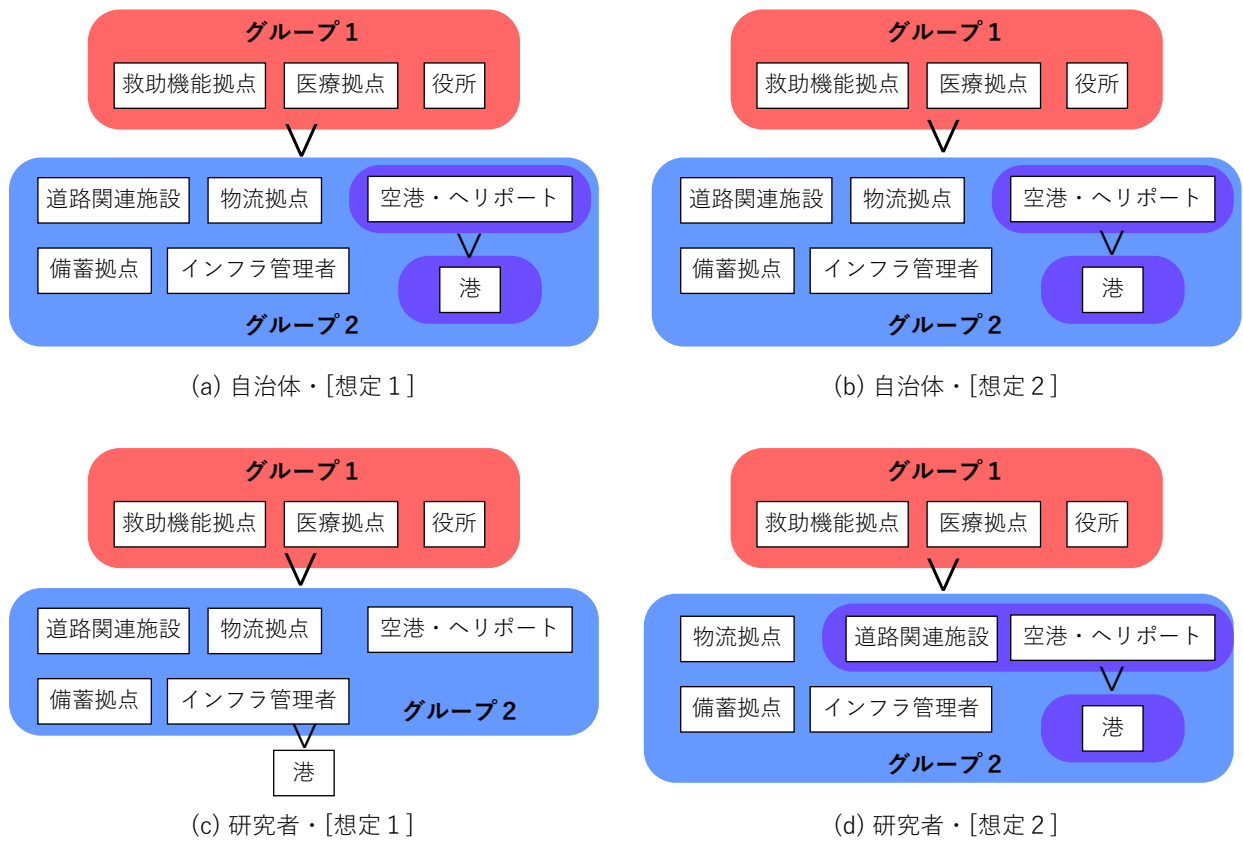 グループ1
救助機能拠点 医療拠点 役所
道路関連施設 物流拠点 空港・ヘリポート
備蓄拠点 インフラ管理者 港
グループ2
(a) 自治体・[想定1]
グループ1
救助機能拠点 医療拠点 役所
道路関連施設 物流拠点 空港・ヘリポート
備蓄拠点 インフラ管理者 港
グループ2
(b) 自治体・[想定2]
グループ1
救助機能拠点 医療拠点 役所
道路関連施設 物流拠点 空港・ヘリポート
備蓄拠点 インフラ管理者 グループ2
港
(c) 研究者・[想定1]
グループ1
救助機能拠点 医療拠点 役所
物流拠点 道路関連施設 空港・ヘリポート
備蓄拠点 インフラ管理者 港
グループ2
(d) 研究者・[想定2]